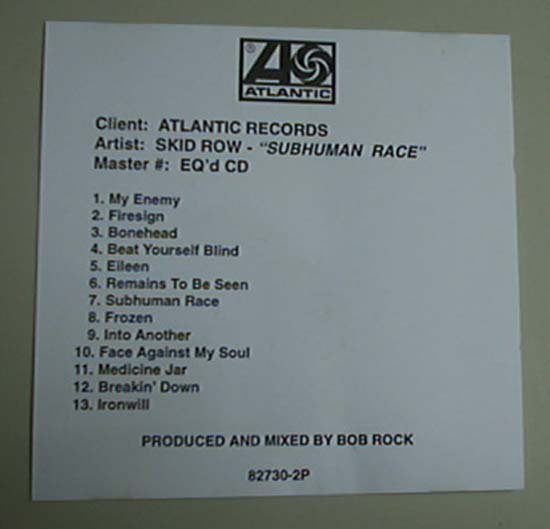 ®
ATLANTIC
Client: ATLANTIC RECORDS
Artist: SKID ROW - "SUBHUMAN RACE"
Master #: EQ'd CD
1. My Enemy
2. Firesign
3. Bonehead
4. Beat Yourself Blind
5. Eileen
6. Remains To Be Seen
7. Subhuman Race
8. Frozen
9. Into Another
10. Face Against My Soul
11. Medicine Jar
12. Breakin' Down
13. Ironwill
PRODUCED AND MIXED BY BOB ROCK
82730-2P